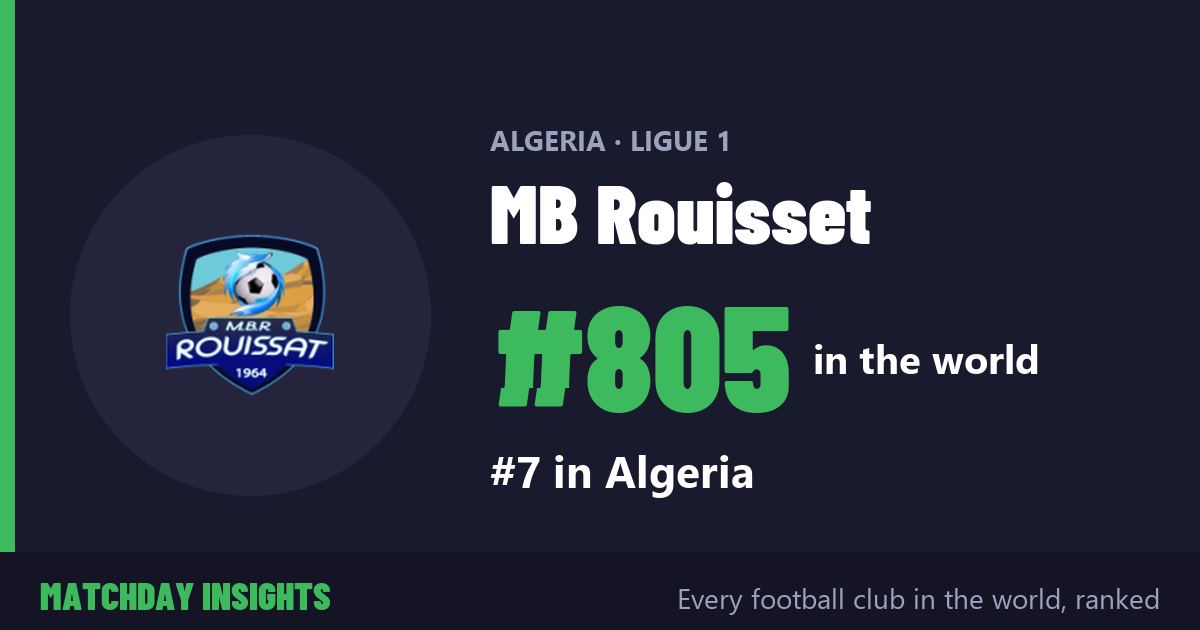 ALGERIA · LIGUE 1
MB Rouisset
#805 in the world
#7 in Algeria
M.B.R
ROUISSAT
1964
MATCHDAY INSIGHTS
Every football club in the world, ranked